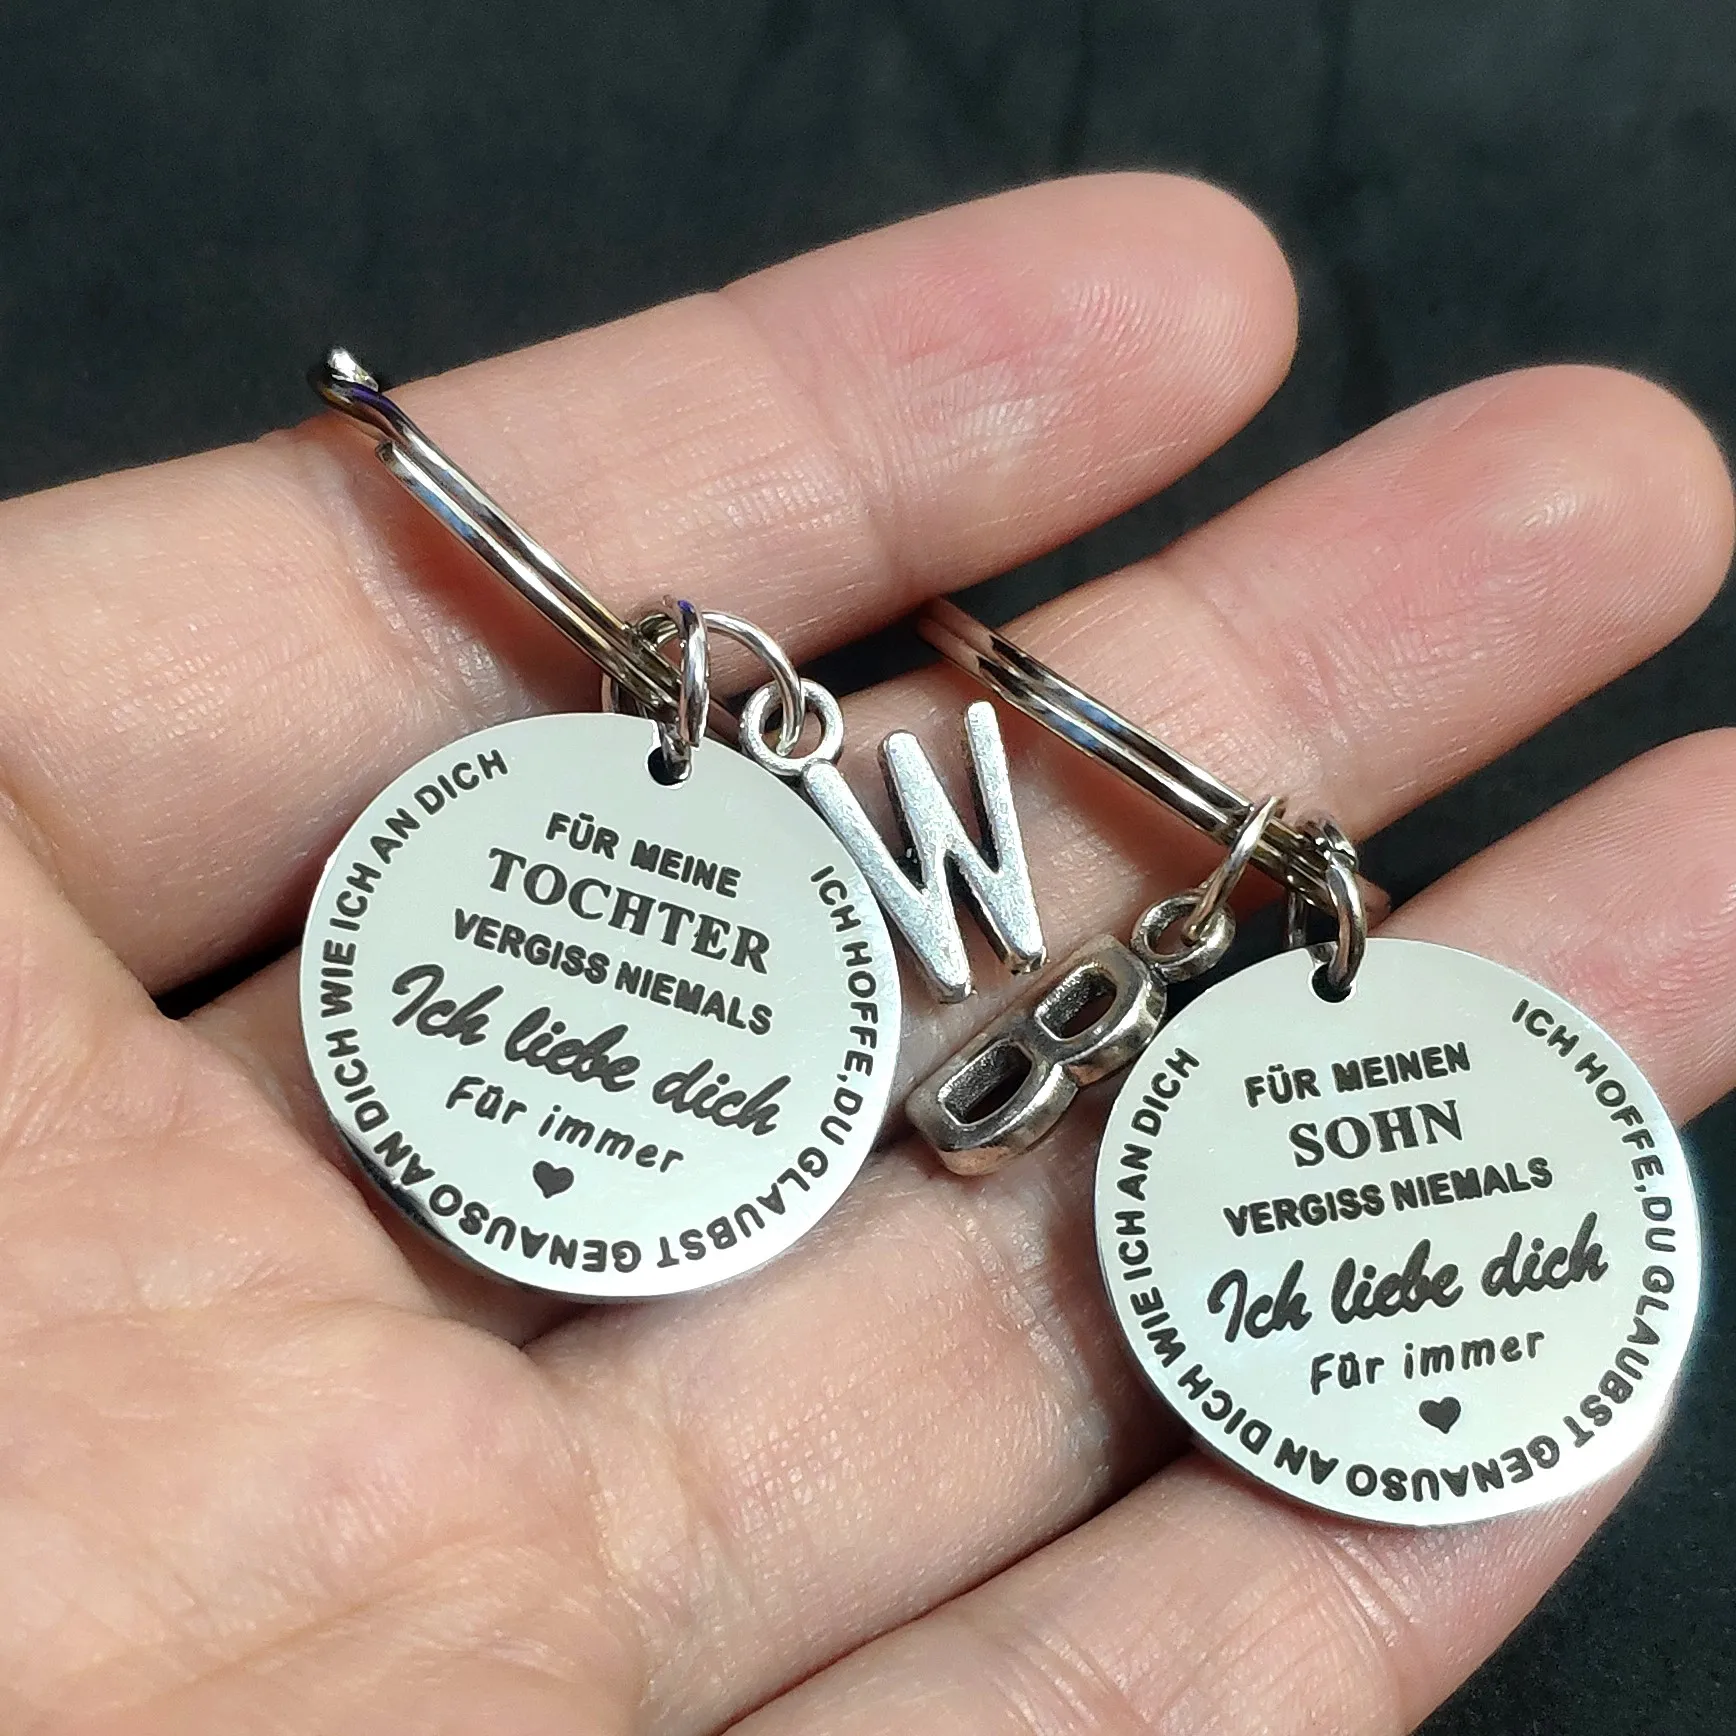 FÜR MEINE
TOCHTER
VERGISS NIEMALS
Ich liebe dich
Für immer
ICH HOFFE, DU GLAUBST GENAUSO AN DICH WIE ICH AN DICH
W
B
FÜR MEINEN
SOHN
VERGISS NIEMALS
Ich liebe dich
Für immer
ICH HOFFE, DU GLAUBST GENAUSO AN DICH WIE ICH AN DICH